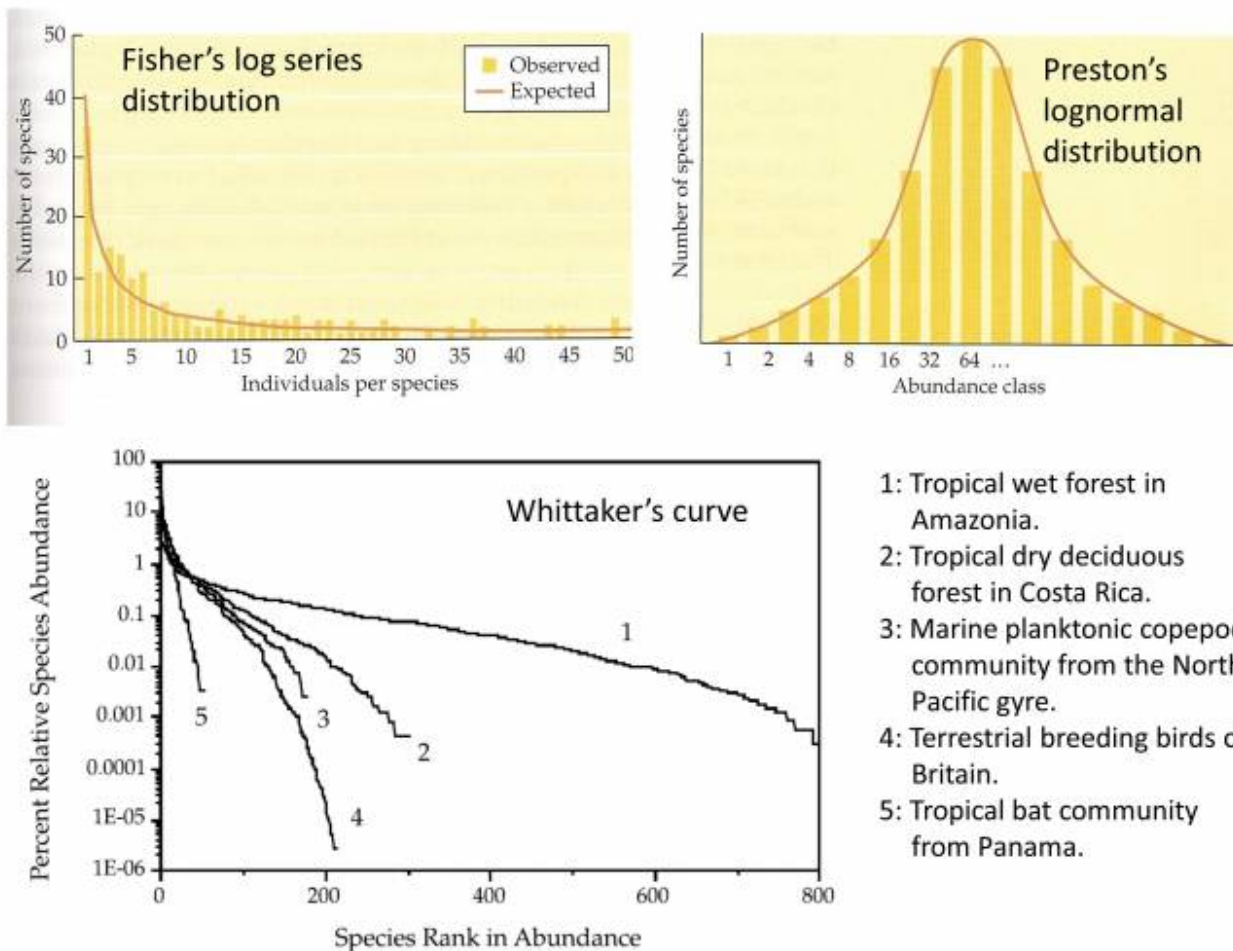 Fisher's log series
distribution
Observed
Expected
Number of species
50
40
30
20
10
0
1 5 10 15 20 25 30 35 40 45 50
Individuals per species
Preston's
lognormal
distribution
Number of species
1 2 4 8 16 32 64 ...
Abundance class
Whittaker's curve
Percent Relative Species Abundance
100
10
1
0.1
0.01
0.001
0.0001
1E-05
1E-06
1
2
3
4
5
0 200 400 600 800
Species Rank in Abundance
1: Tropical wet forest in
Amazonia.
2: Tropical dry deciduous
forest in Costa Rica.
3: Marine planktonic copepo
community from the North
Pacific gyre.
4: Terrestrial breeding birds o
Britain.
5: Tropical bat community
from Panama.